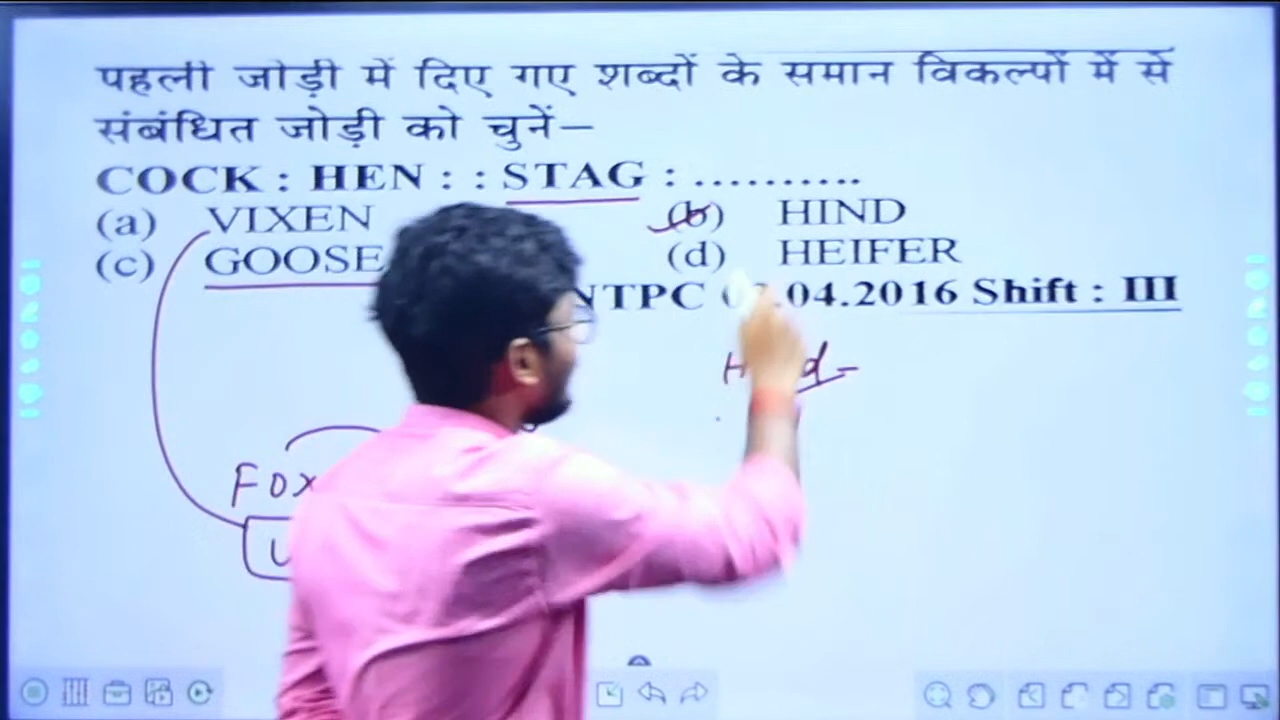 पहली जोड़ी में दिए गए शब्दों के समान विकल्पों में से
संबंधित जोड़ी को चुनें–
COCK : HEN : : STAG : ..........
(a) VIXEN (b) HIND
(c) GOOSE (d) HEIFER
NTPC .04.2016 Shift : III
FOX